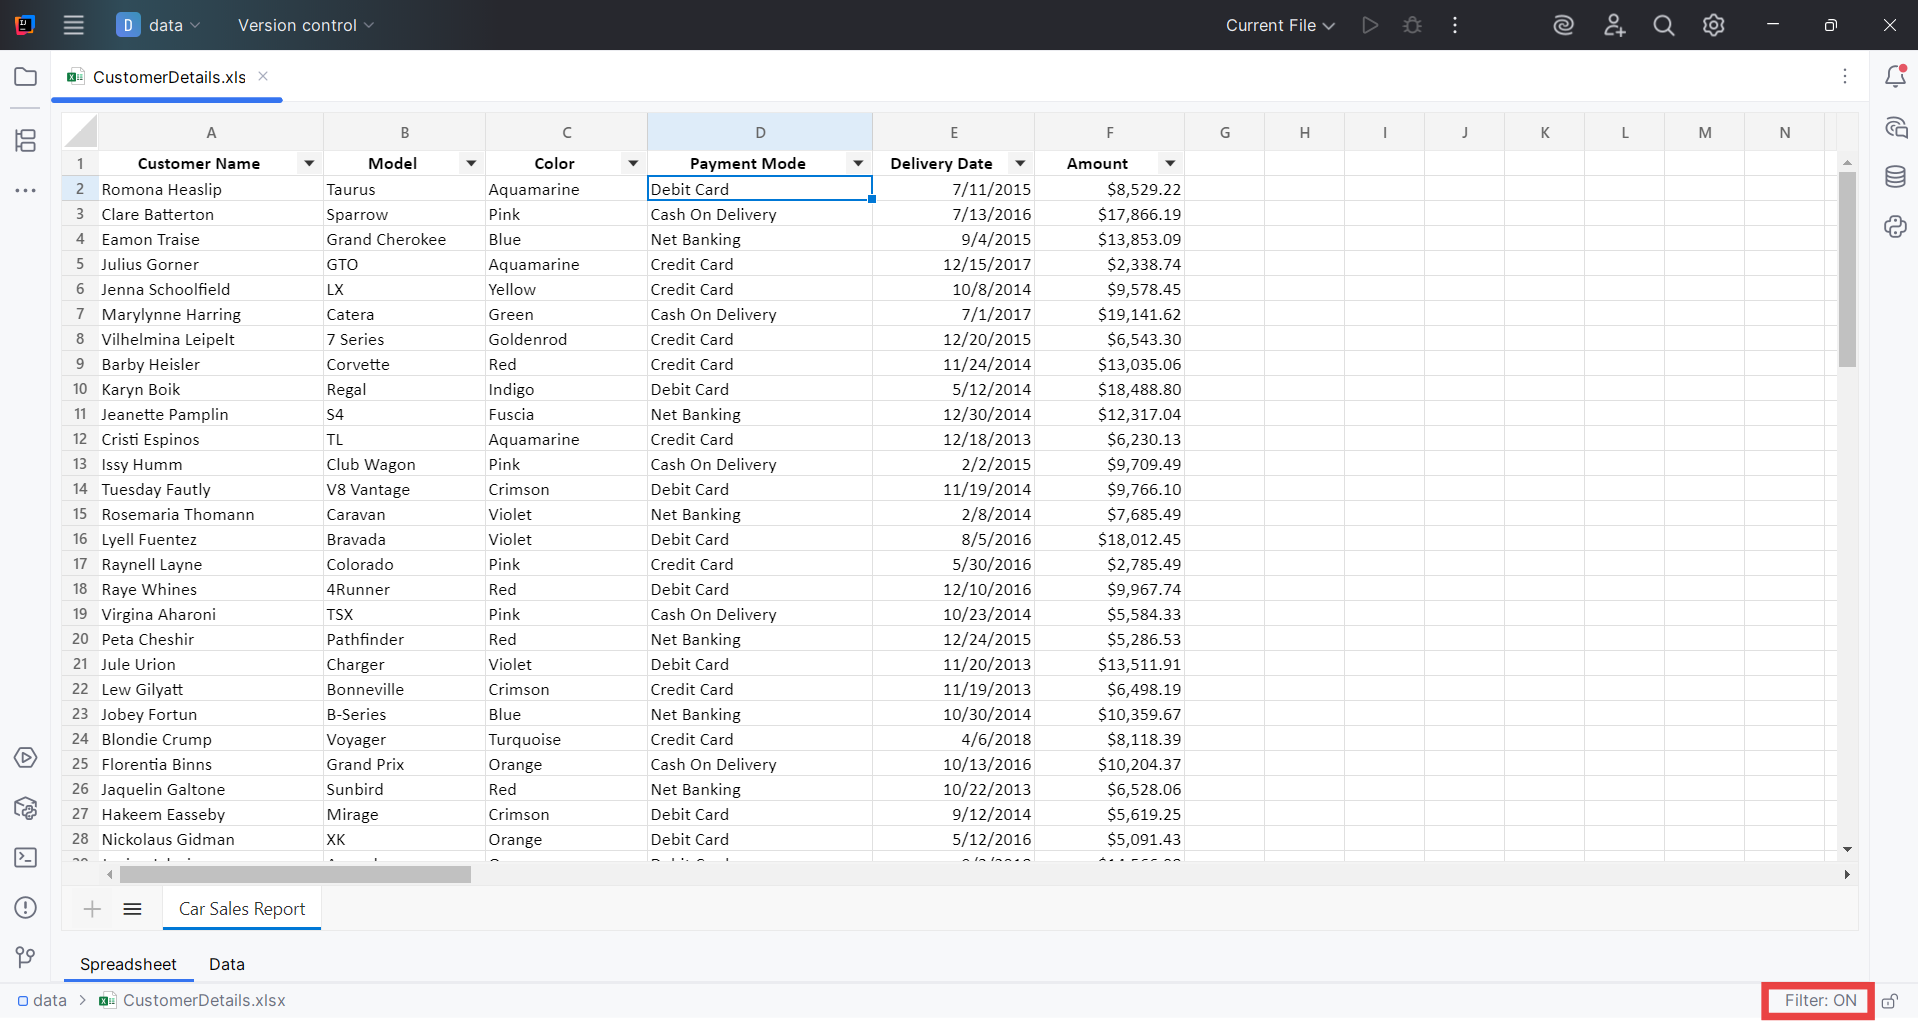 D data Version control Current File
CustomerDetails.xls
A B C D E F G H I J K L M N
1 Customer Name Model Color Payment Mode Delivery Date Amount
2 Romona Heaslip Taurus Aquamarine Debit Card 7/11/2015 $8,529.22
3 Clare Batterton Sparrow Pink Cash On Delivery 7/13/2016 $17,866.19
4 Eamon Traise Grand Cherokee Blue Net Banking 9/4/2015 $13,853.09
5 Julius Gorner GTO Aquamarine Credit Card 12/15/2017 $2,338.74
6 Jenna Schoolfield LX Yellow Credit Card 10/8/2014 $9,578.45
7 Marylynne Harring Catera Green Cash On Delivery 7/1/2017 $19,141.62
8 Vilhelmina Leipelt 7 Series Goldenrod Credit Card 12/20/2015 $6,543.30
9 Barby Heisler Corvette Red Credit Card 11/24/2014 $13,035.06
10 Karyn Boik Regal Indigo Debit Card 5/12/2014 $18,488.80
11 Jeanette Pamplin S4 Fuscia Net Banking 12/30/2014 $12,317.04
12 Cristi Espinos TL Aquamarine Credit Card 12/18/2013 $6,230.13
13 Issy Humm Club Wagon Pink Cash On Delivery 2/2/2015 $9,709.49
14 Tuesday Fautly V8 Vantage Crimson Debit Card 11/19/2014 $9,766.10
15 Rosemaria Thomann Caravan Violet Net Banking 2/8/2014 $7,685.49
16 Lyell Fuentez Bravada Violet Debit Card 8/5/2016 $18,012.45
17 Raynell Layne Colorado Pink Credit Card 5/30/2016 $2,785.49
18 Raye Whines 4Runner Red Debit Card 12/10/2016 $9,967.74
19 Virgina Aharoni TSX Pink Cash On Delivery 10/23/2014 $5,584.33
20 Peta Cheshir Pathfinder Red Net Banking 12/24/2015 $5,286.53
21 Jule Urion Charger Violet Debit Card 11/20/2013 $13,511.91
22 Lew Gilyatt Bonneville Crimson Credit Card 11/19/2013 $6,498.19
23 Jobey Fortun B-Series Blue Net Banking 10/30/2014 $10,359.67
24 Blondie Crump Voyager Turquoise Credit Card 4/6/2018 $8,118.39
25 Florentia Binns Grand Prix Orange Cash On Delivery 10/13/2016 $10,204.37
26 Jaquelin Galtone Sunbird Red Net Banking 10/22/2013 $6,528.06
27 Hakeem Easseby Mirage Crimson Debit Card 9/12/2014 $5,619.25
28 Nickolaus Gidman XK Orange Debit Card 5/12/2016 $5,091.43
Car Sales Report
Spreadsheet Data
data > CustomerDetails.xlsx Filter: ON